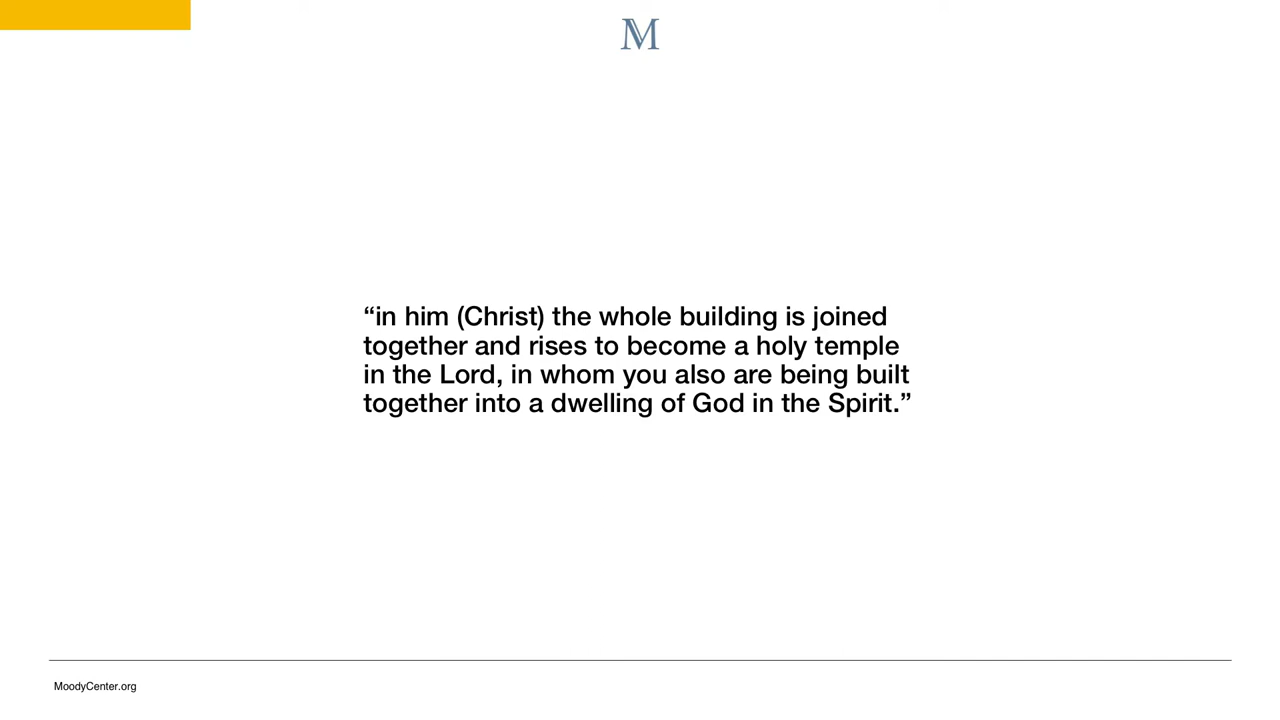 M
“in him (Christ) the whole building is joined
together and rises to become a holy temple
in the Lord, in whom you also are being built
together into a dwelling of God in the Spirit.”
MoodyCenter.org